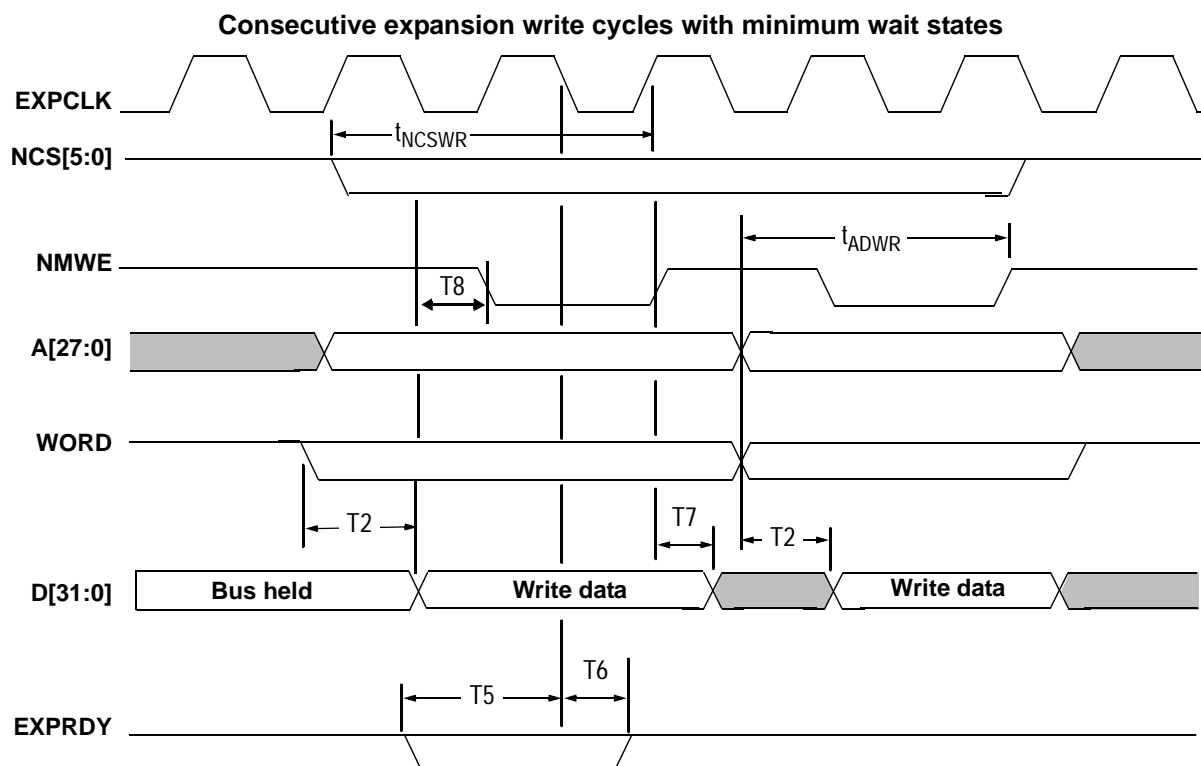 Consecutive expansion write cycles with minimum wait states
EXPCLK
tNCSWR
NCS[5:0]
tADWR
NMWE
T8
A[27:0]
WORD
T2
T7
T2
D[31:0]
Bus held
Write data
Write data
T6
T5
EXPRDY